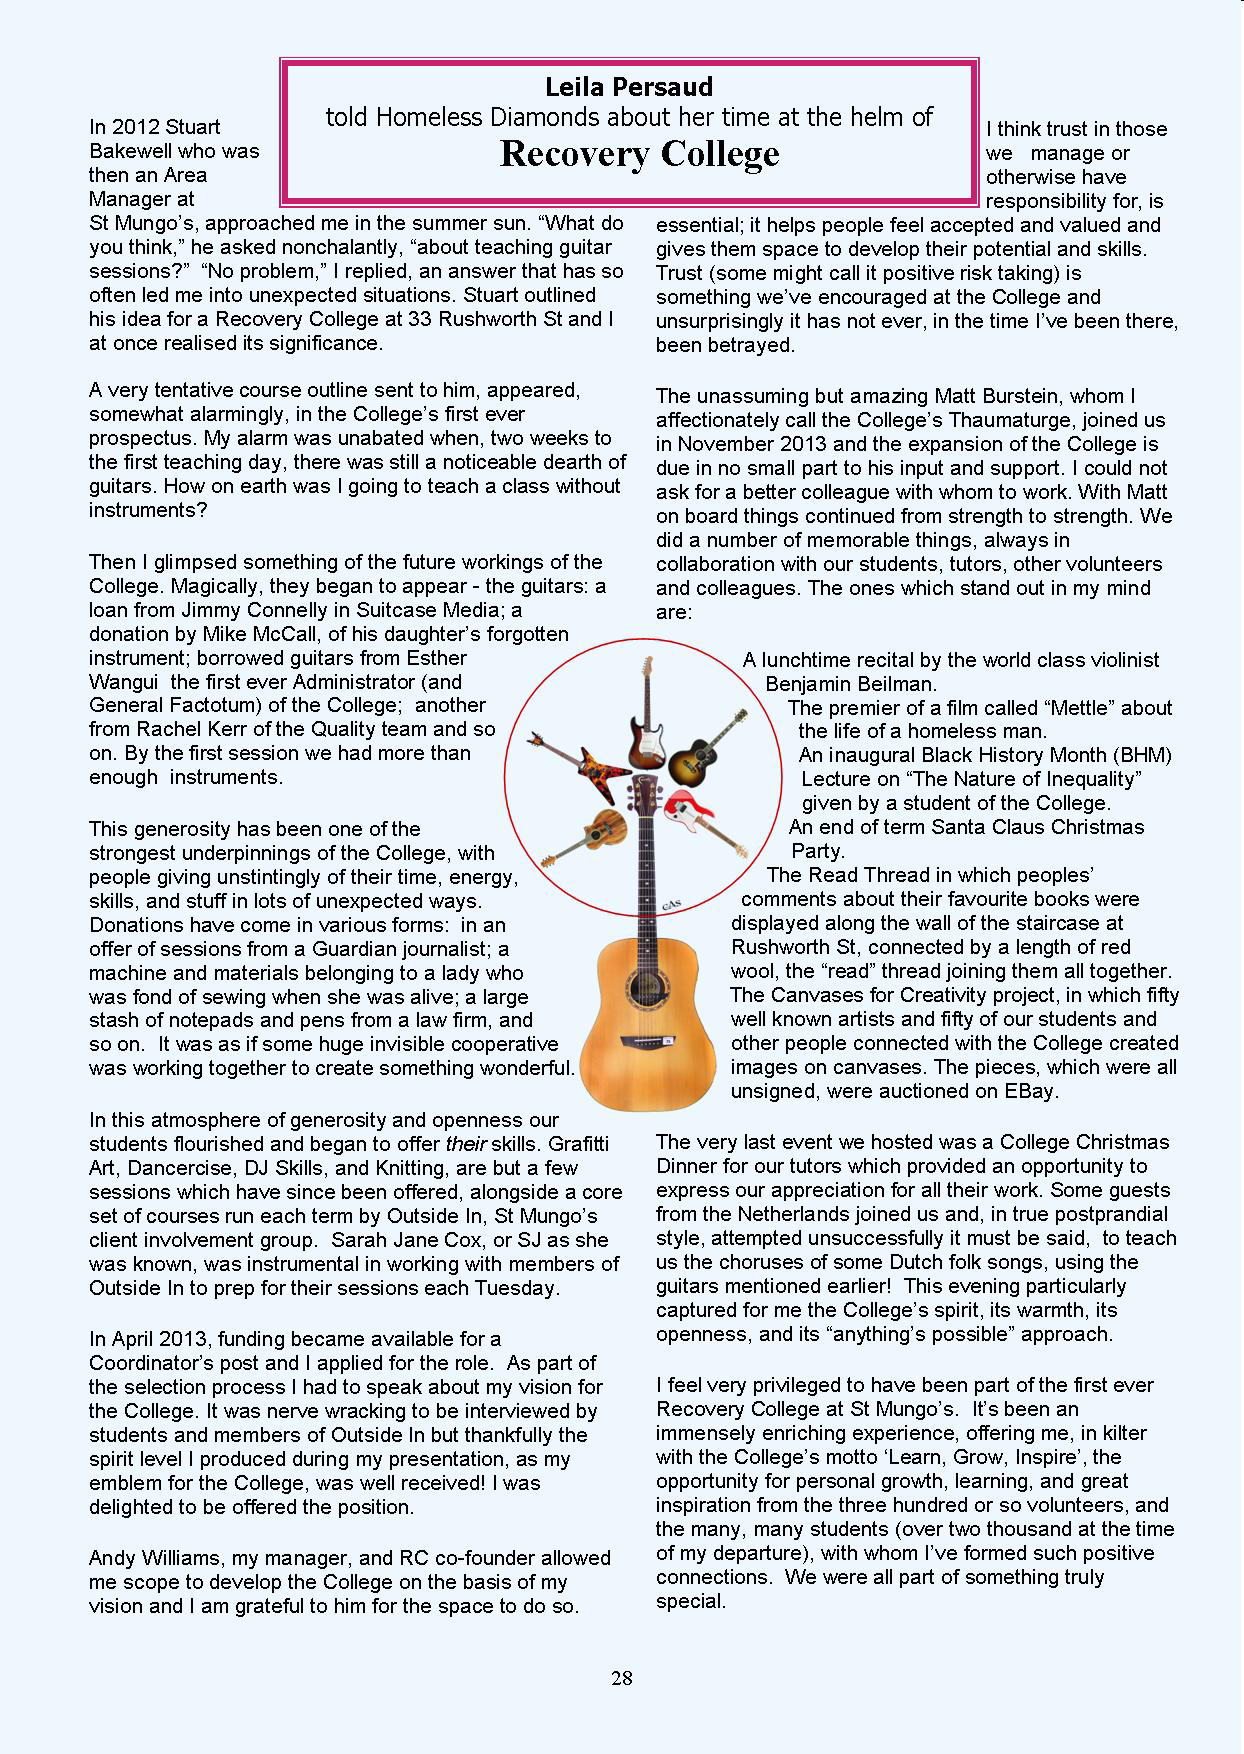 Leila Persaud
told Homeless Diamonds about her time at the helm of
Recovery College
In 2012 Stuart
Bakewell who was
then an Area
Manager at
St Mungo’s, approached me in the summer sun. “What do
you think,” he asked nonchalantly, “about teaching guitar
sessions?”  “No problem,” I replied, an answer that has so
often led me into unexpected situations. Stuart outlined
his idea for a Recovery College at 33 Rushworth St and I
at once realised its significance.
A very tentative course outline sent to him, appeared,
somewhat alarmingly, in the College’s first ever
prospectus. My alarm was unabated when, two weeks to
the first teaching day, there was still a noticeable dearth of
guitars. How on earth was I going to teach a class without
instruments?
Then I glimpsed something of the future workings of the
College. Magically, they began to appear - the guitars: a
loan from Jimmy Connelly in Suitcase Media; a
donation by Mike McCall, of his daughter’s forgotten
instrument; borrowed guitars from Esther
Wangui  the first ever Administrator (and
General Factotum) of the College;  another
from Rachel Kerr of the Quality team and so
on. By the first session we had more than
enough  instruments.
This generosity has been one of the
strongest underpinnings of the College, with
people giving unstintingly of their time, energy,
skills, and stuff in lots of unexpected ways.
Donations have come in various forms:  in an
offer of sessions from a Guardian journalist; a
machine and materials belonging to a lady who
was fond of sewing when she was alive; a large
stash of notepads and pens from a law firm, and
so on.  It was as if some huge invisible cooperative
was working together to create something wonderful.
In this atmosphere of generosity and openness our
students flourished and began to offer their skills. Grafitti
Art, Dancercise, DJ Skills, and Knitting, are but a few
sessions which have since been offered, alongside a core
set of courses run each term by Outside In, St Mungo’s
client involvement group.  Sarah Jane Cox, or SJ as she
was known, was instrumental in working with members of
Outside In to prep for their sessions each Tuesday.
In April 2013, funding became available for a
Coordinator’s post and I applied for the role.  As part of
the selection process I had to speak about my vision for
the College. It was nerve wracking to be interviewed by
students and members of Outside In but thankfully the
spirit level I produced during my presentation, as my
emblem for the College, was well received! I was
delighted to be offered the position.
Andy Williams, my manager, and RC co-founder allowed
me scope to develop the College on the basis of my
vision and I am grateful to him for the space to do so.
I think trust in those
we   manage or
otherwise have
responsibility for, is
essential; it helps people feel accepted and valued and
gives them space to develop their potential and skills.
Trust (some might call it positive risk taking) is
something we’ve encouraged at the College and
unsurprisingly it has not ever, in the time I’ve been there,
been betrayed.
The unassuming but amazing Matt Burstein, whom I
affectionately call the College’s Thaumaturge, joined us
in November 2013 and the expansion of the College is
due in no small part to his input and support. I could not
ask for a better colleague with whom to work. With Matt
on board things continued from strength to strength. We
did a number of memorable things, always in
collaboration with our students, tutors, other volunteers
and colleagues. The ones which stand out in my mind
are:
A lunchtime recital by the world class violinist
Benjamin Beilman.
The premier of a film called “Mettle” about
the life of a homeless man.
An inaugural Black History Month (BHM)
Lecture on “The Nature of Inequality”
given by a student of the College.
An end of term Santa Claus Christmas
Party.
The Read Thread in which peoples’
comments about their favourite books were
displayed along the wall of the staircase at
Rushworth St, connected by a length of red
wool, the “read” thread joining them all together.
The Canvases for Creativity project, in which fifty
well known artists and fifty of our students and
other people connected with the College created
images on canvases. The pieces, which were all
unsigned, were auctioned on EBay.
The very last event we hosted was a College Christmas
Dinner for our tutors which provided an opportunity to
express our appreciation for all their work. Some guests
from the Netherlands joined us and, in true postprandial
style, attempted unsuccessfully it must be said,  to teach
us the choruses of some Dutch folk songs, using the
guitars mentioned earlier!  This evening particularly
captured for me the College’s spirit, its warmth, its
openness, and its “anything’s possible” approach.
I feel very privileged to have been part of the first ever
Recovery College at St Mungo’s.  It’s been an
immensely enriching experience, offering me, in kilter
with the College’s motto ‘Learn, Grow, Inspire’, the
opportunity for personal growth, learning, and great
inspiration from the three hundred or so volunteers, and
the many, many students (over two thousand at the time
of my departure), with whom I’ve formed such positive
connections.  We were all part of something truly
special.
GAS
28